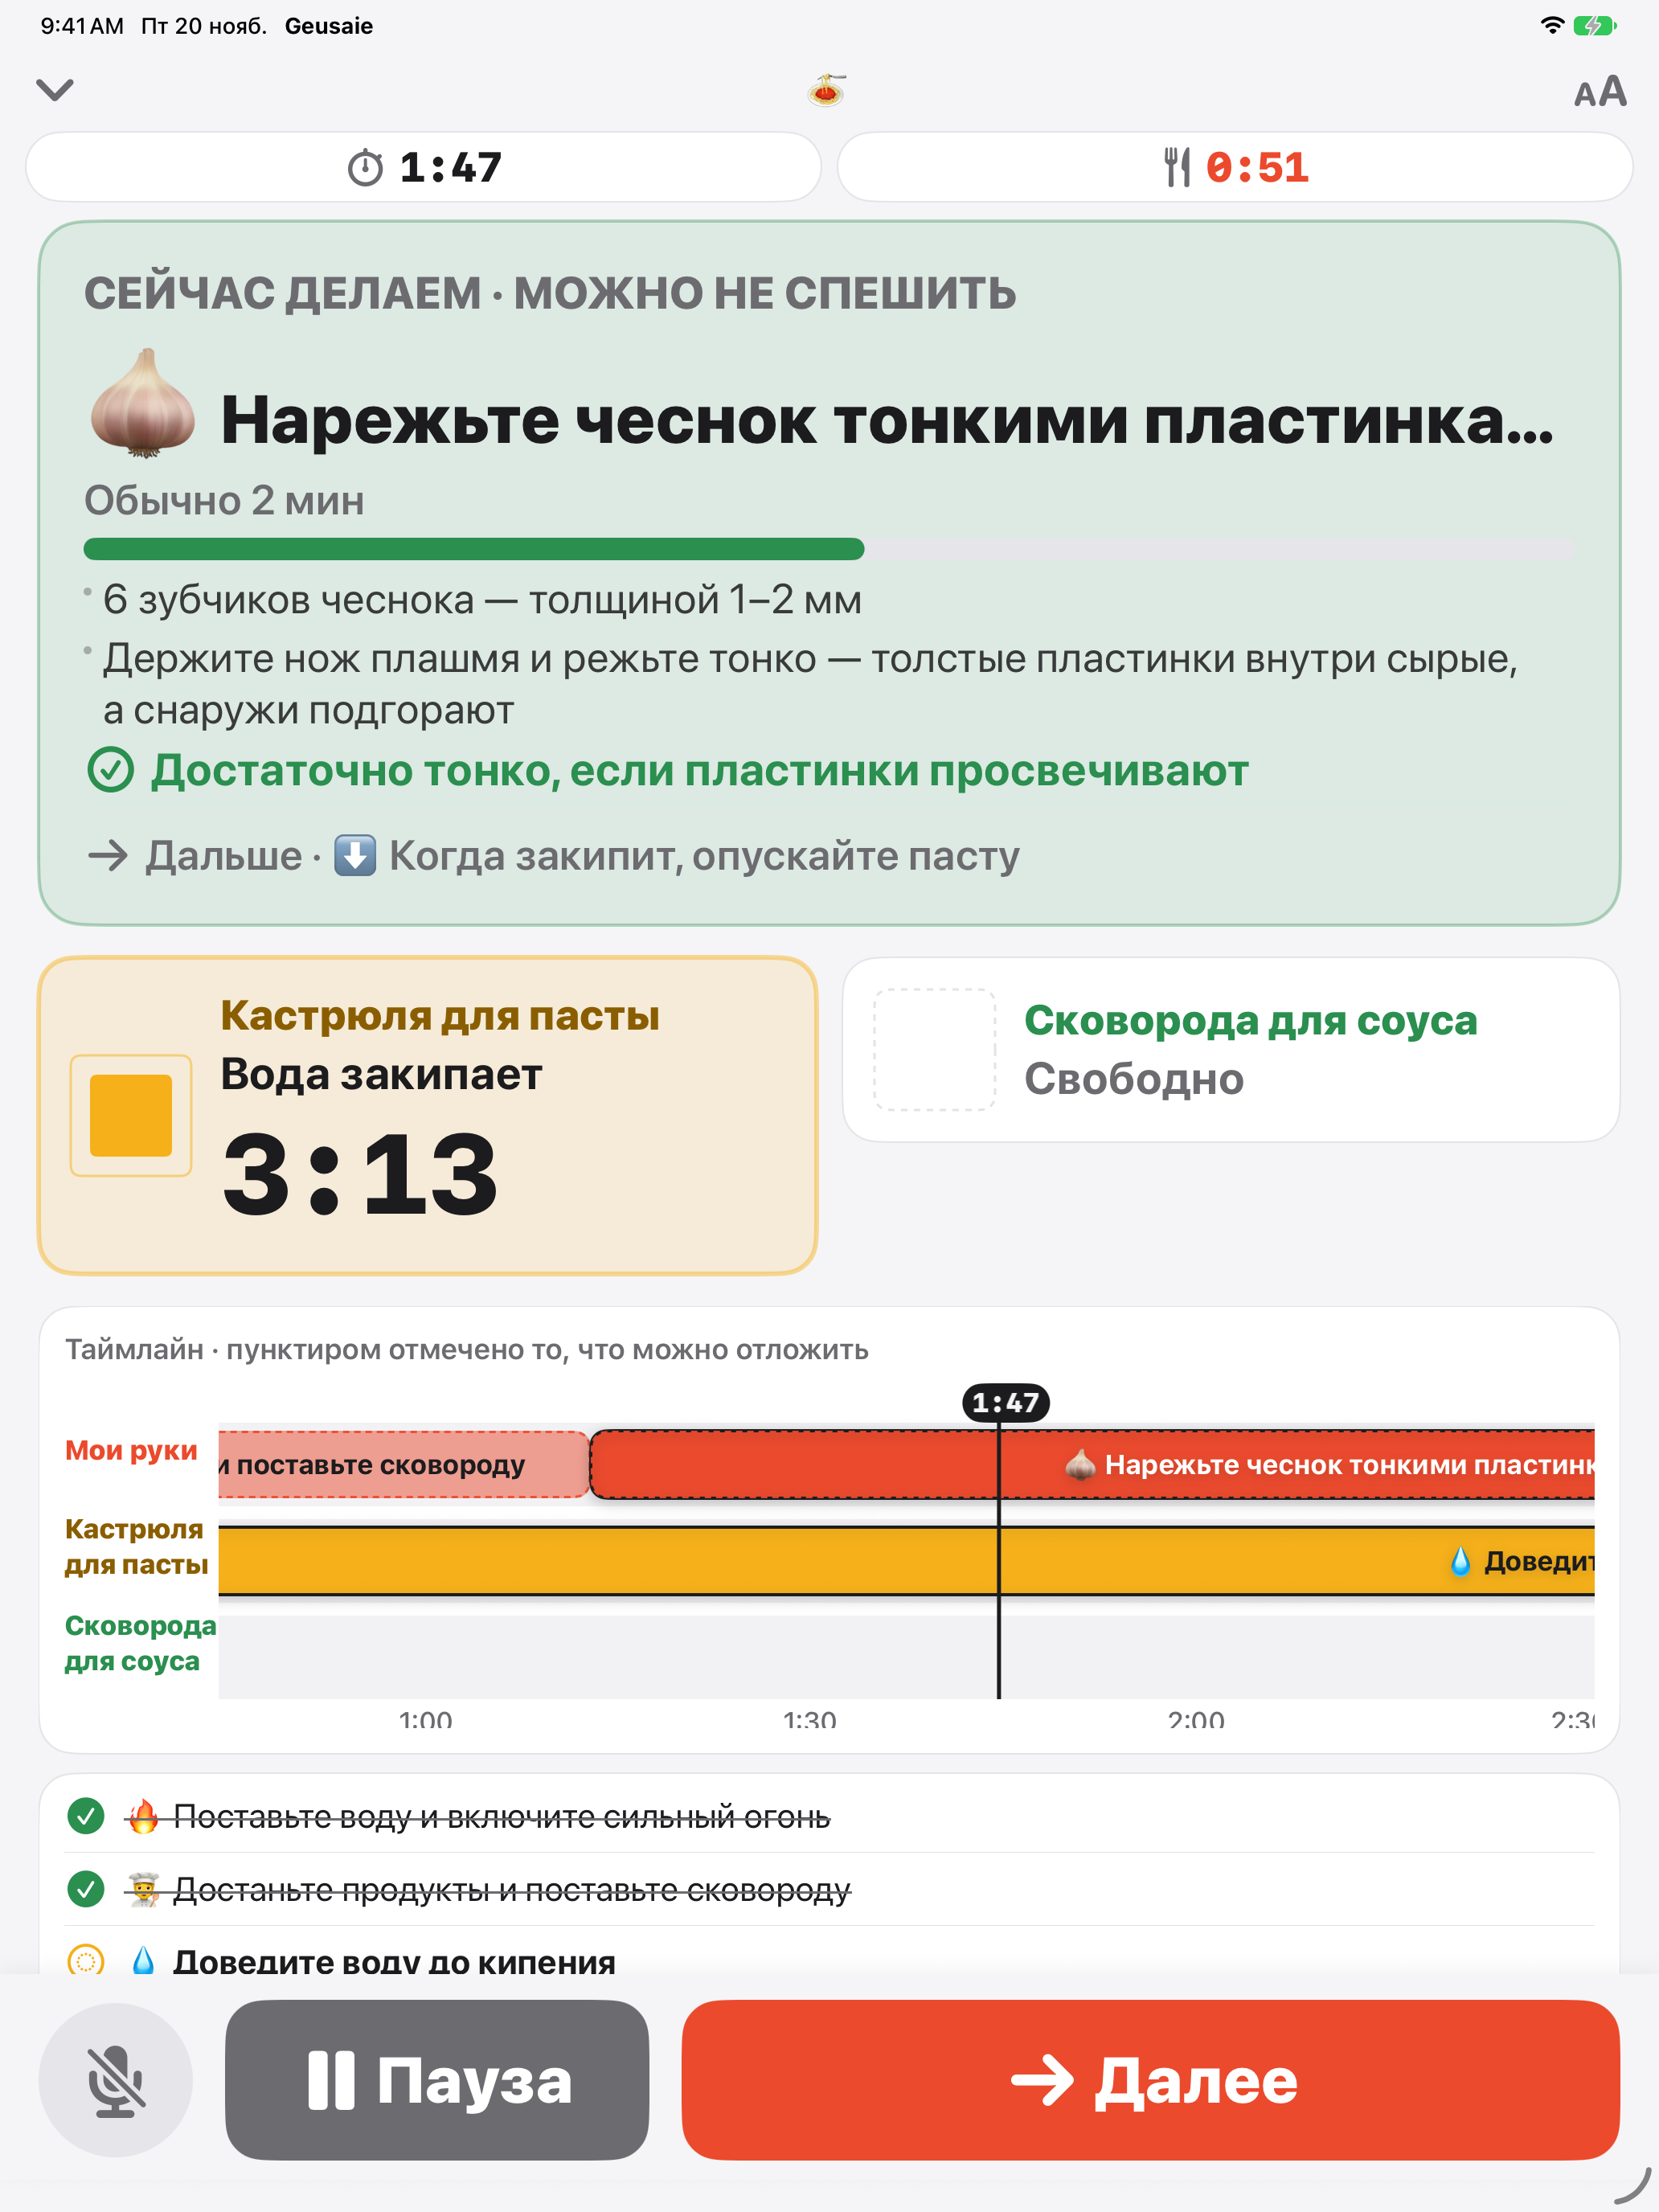 9:41 AM Пт 20 нояб. Geusaie
AA
1:47
0:51
СЕЙЧАС ДЕЛАЕМ · МОЖНО НЕ СПЕШИТЬ
Нарежьте чеснок тонкими пластинка...
Обычно 2 мин
6 зубчиков чеснока — толщиной 1–2 мм
Держите нож плашмя и режьте тонко — толстые пластинки внутри сырые,
а снаружи подгорают
Достаточно тонко, если пластинки просвечивают
→ Дальше · ⬇️ Когда закипит, опускайте пасту
Кастрюля для пасты
Вода закипает
3:13
Сковорода для соуса
Свободно
Таймлайн · пунктиром отмечено то, что можно отложить
1:47
Мои руки
и поставьте сковороду
Нарежьте чеснок тонкими пластинк
Кастрюля
для пасты
Доведит
Сковорода
для соуса
1:00 1:30 2:00 2:30
Поставьте воду и включите сильный огонь
Достаньте продукты и поставьте сковороду
Доведите воду до кипения
Пауза
→ Далее